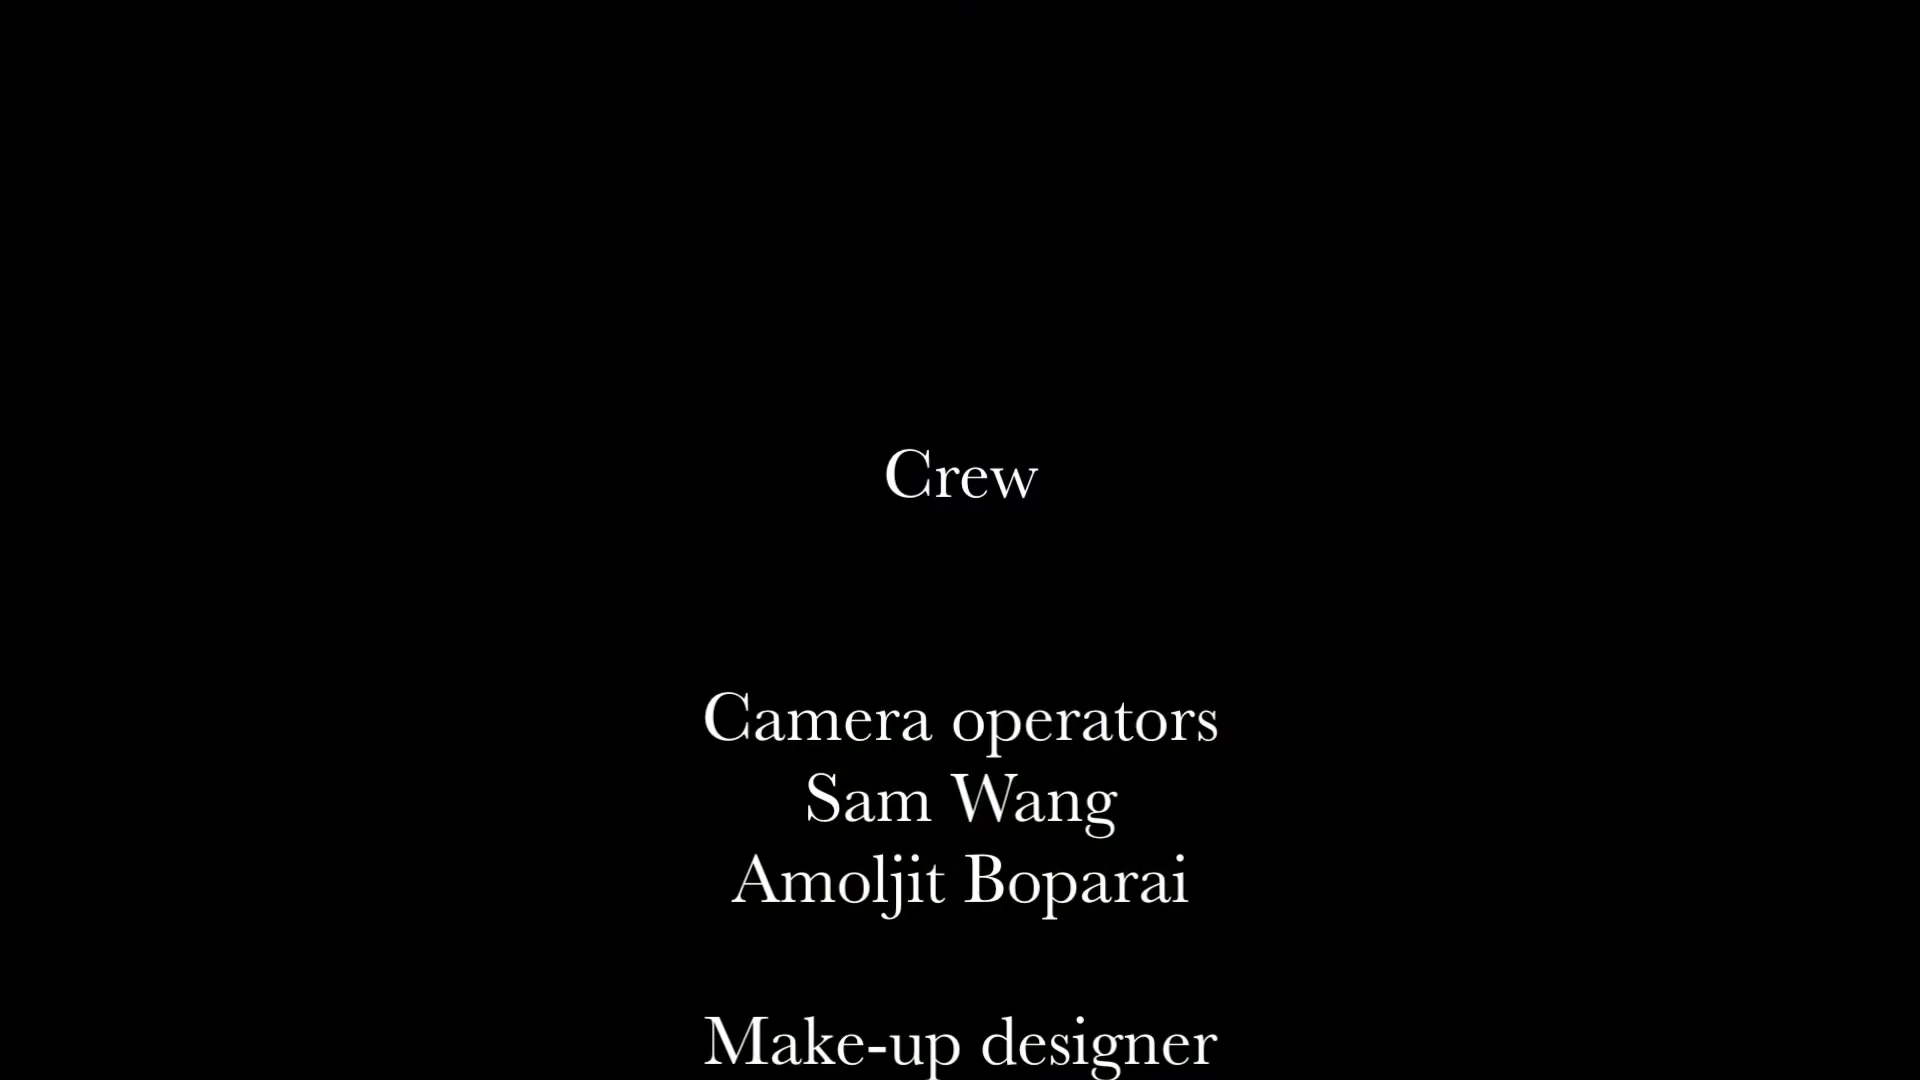 Crew
Camera operators
Sam Wang
Amoljit Boparai
Make-up designer